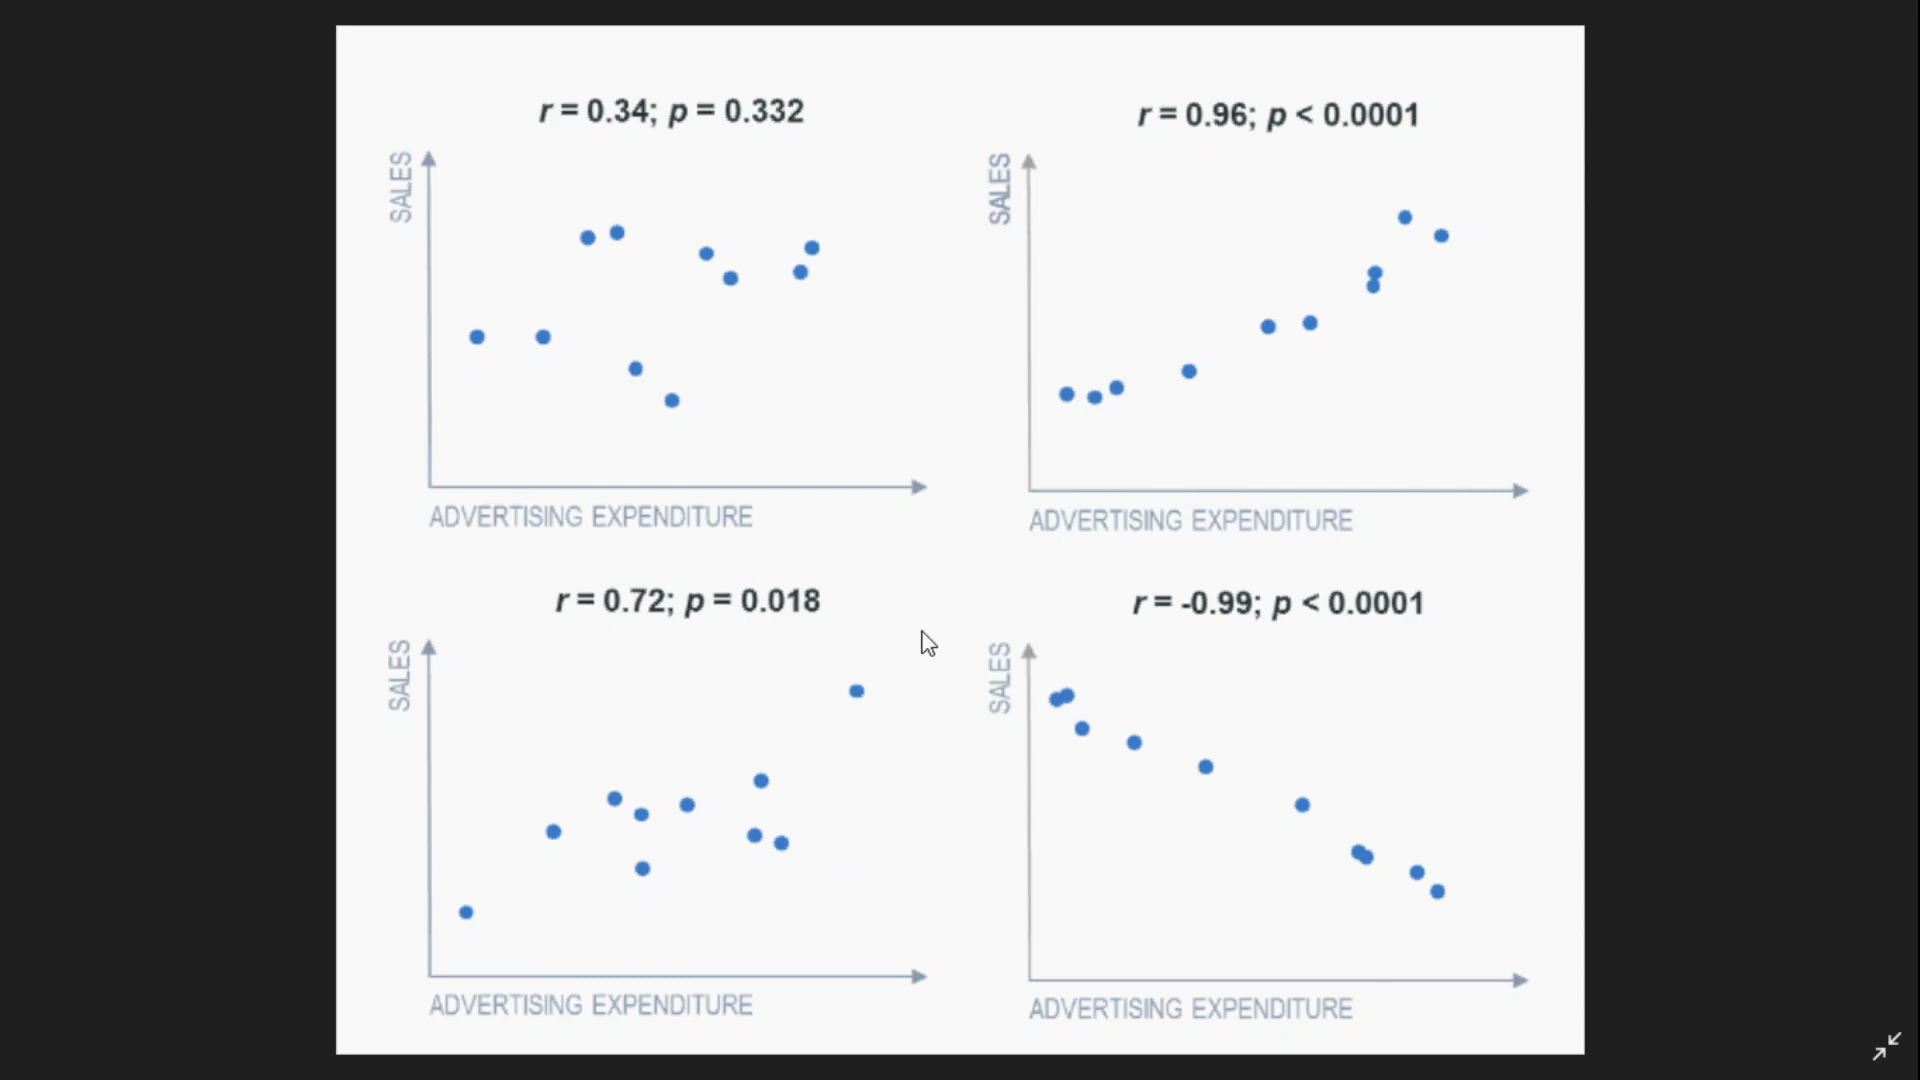 r = 0.34; p = 0.332
SALES
ADVERTISING EXPENDITURE
r = 0.96; p < 0.0001
SALES
ADVERTISING EXPENDITURE
r = 0.72; p = 0.018
SALES
ADVERTISING EXPENDITURE
r = -0.99; p < 0.0001
SALES
ADVERTISING EXPENDITURE